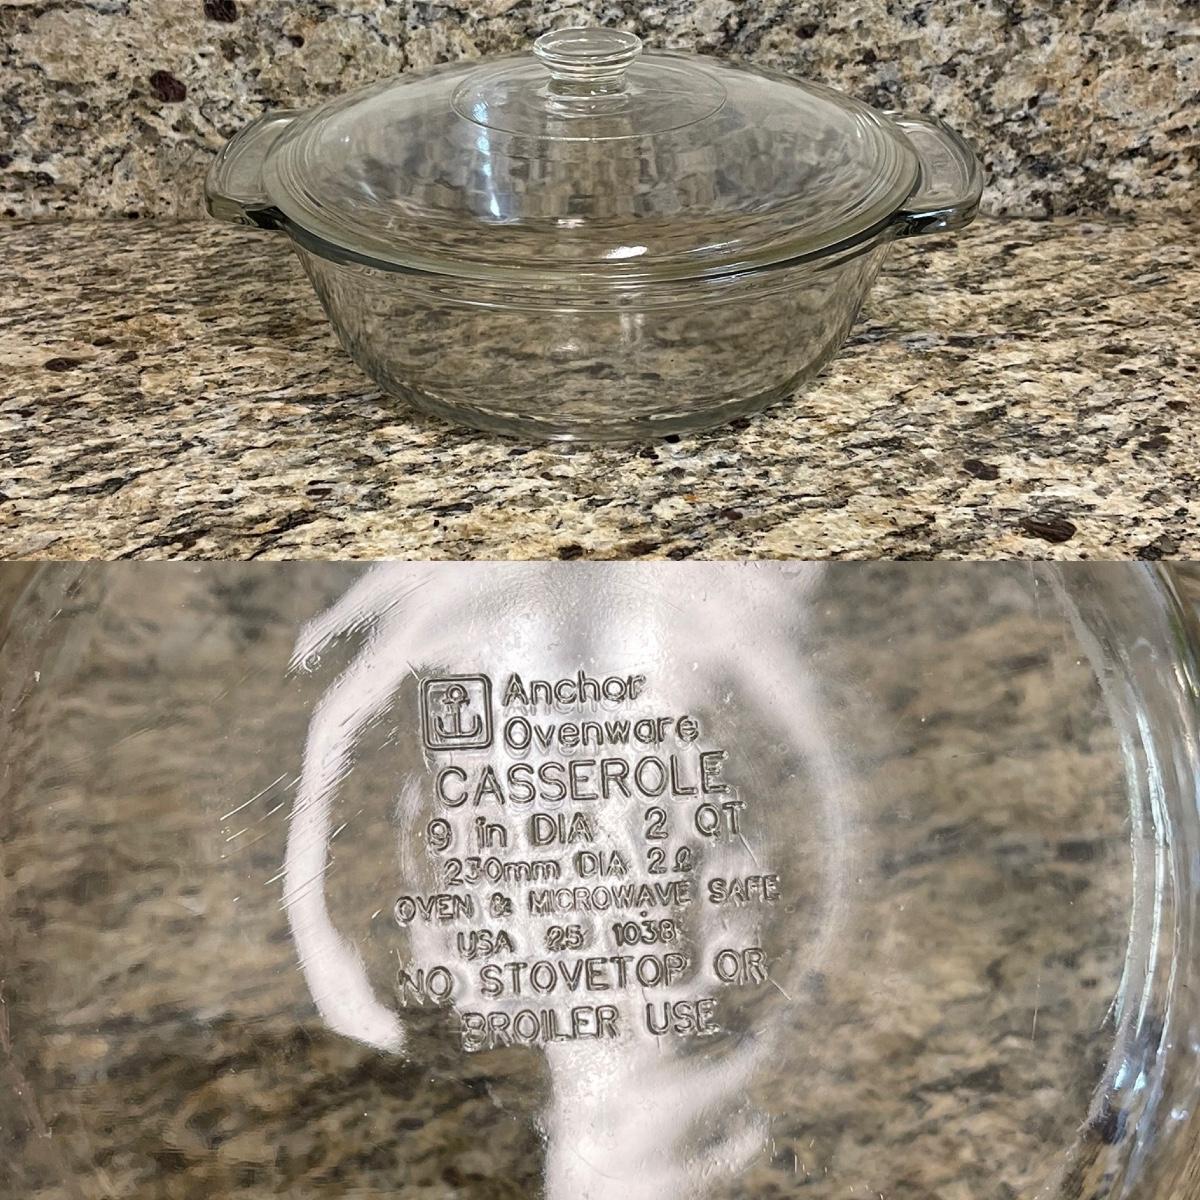 Anchor
Ovenware
CASSEROLE
9 in DIA 2 QT
230mm DIA 2ℓ
OVEN & MICROWAVE SAFE
USA 25 1038
NO STOVETOP OR
BROILER USE